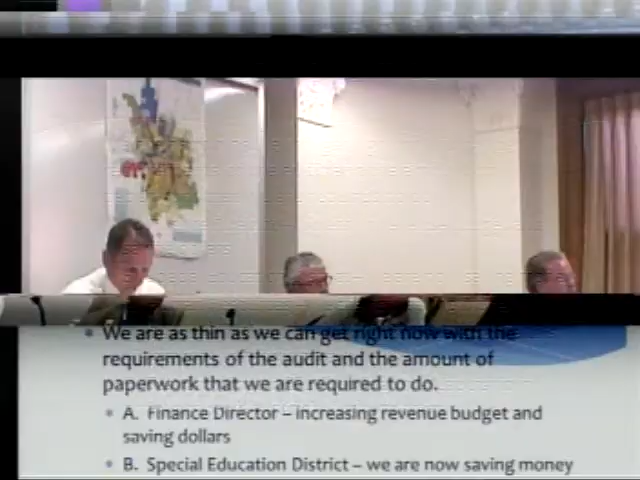 • We are as thin as we can get right now with the
requirements of the audit and the amount of
paperwork that we are required to do.
• A. Finance Director – increasing revenue budget and
saving dollars
• B. Special Education District – we are now saving money